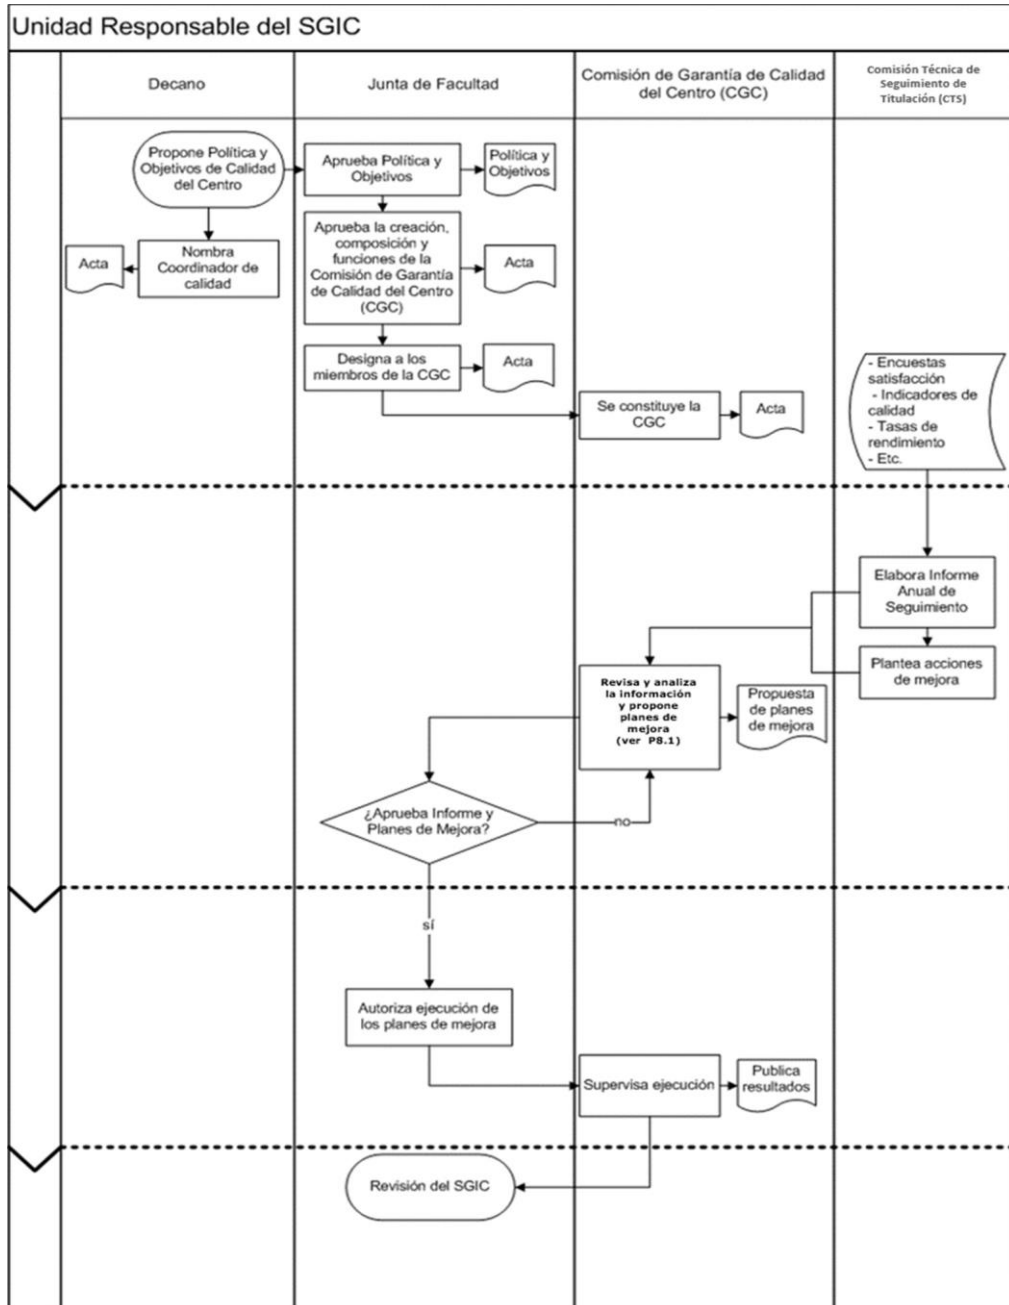 Unidad Responsable del SGIC
Decano
Junta de Facultad
Comisión de Garantía de Calidad
del Centro (CGC)
Comisión Técnica de
Seguimiento de
Titulación (CTS)
Propone Política y
Objetivos de Calidad
del Centro
Aprueba Política y
Objetivos
Política y
Objetivos
Acta
Nombra
Coordinador de
calidad
Aprueba la creación,
composición y
funciones de la
Comisión de Garantía
de Calidad del Centro
(CGC)
Acta
Designa a los
miembros de la CGC
Acta
Se constituye la
CGC
Acta
- Encuestas
satisfacción
- Indicadores de
calidad
- Tasas de
rendimiento
- Etc.
Elabora Informe
Anual de
Seguimiento
Plantea acciones
de mejora
Revisa y analiza
la información
y propone
planes de
mejora
(ver P8.1)
Propuesta
de planes
de mejora
¿Aprueba Informe y
Planes de Mejora?
no
sí
Autoriza ejecución de
los planes de mejora
Supervisa ejecución
Publica
resultados
Revisión del SGIC